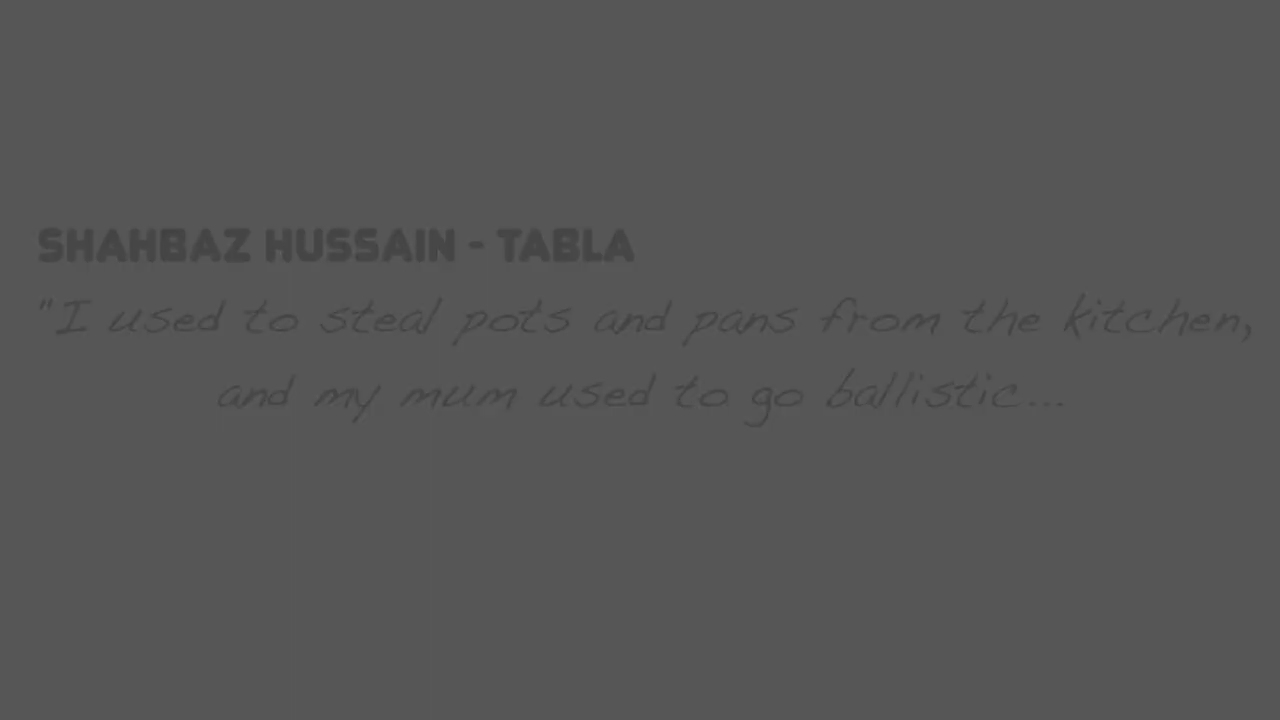 SHAHBAZ HUSSAIN - TABLA
"I used to steal pots and pans from the kitchen,
and my mum used to go ballistic...